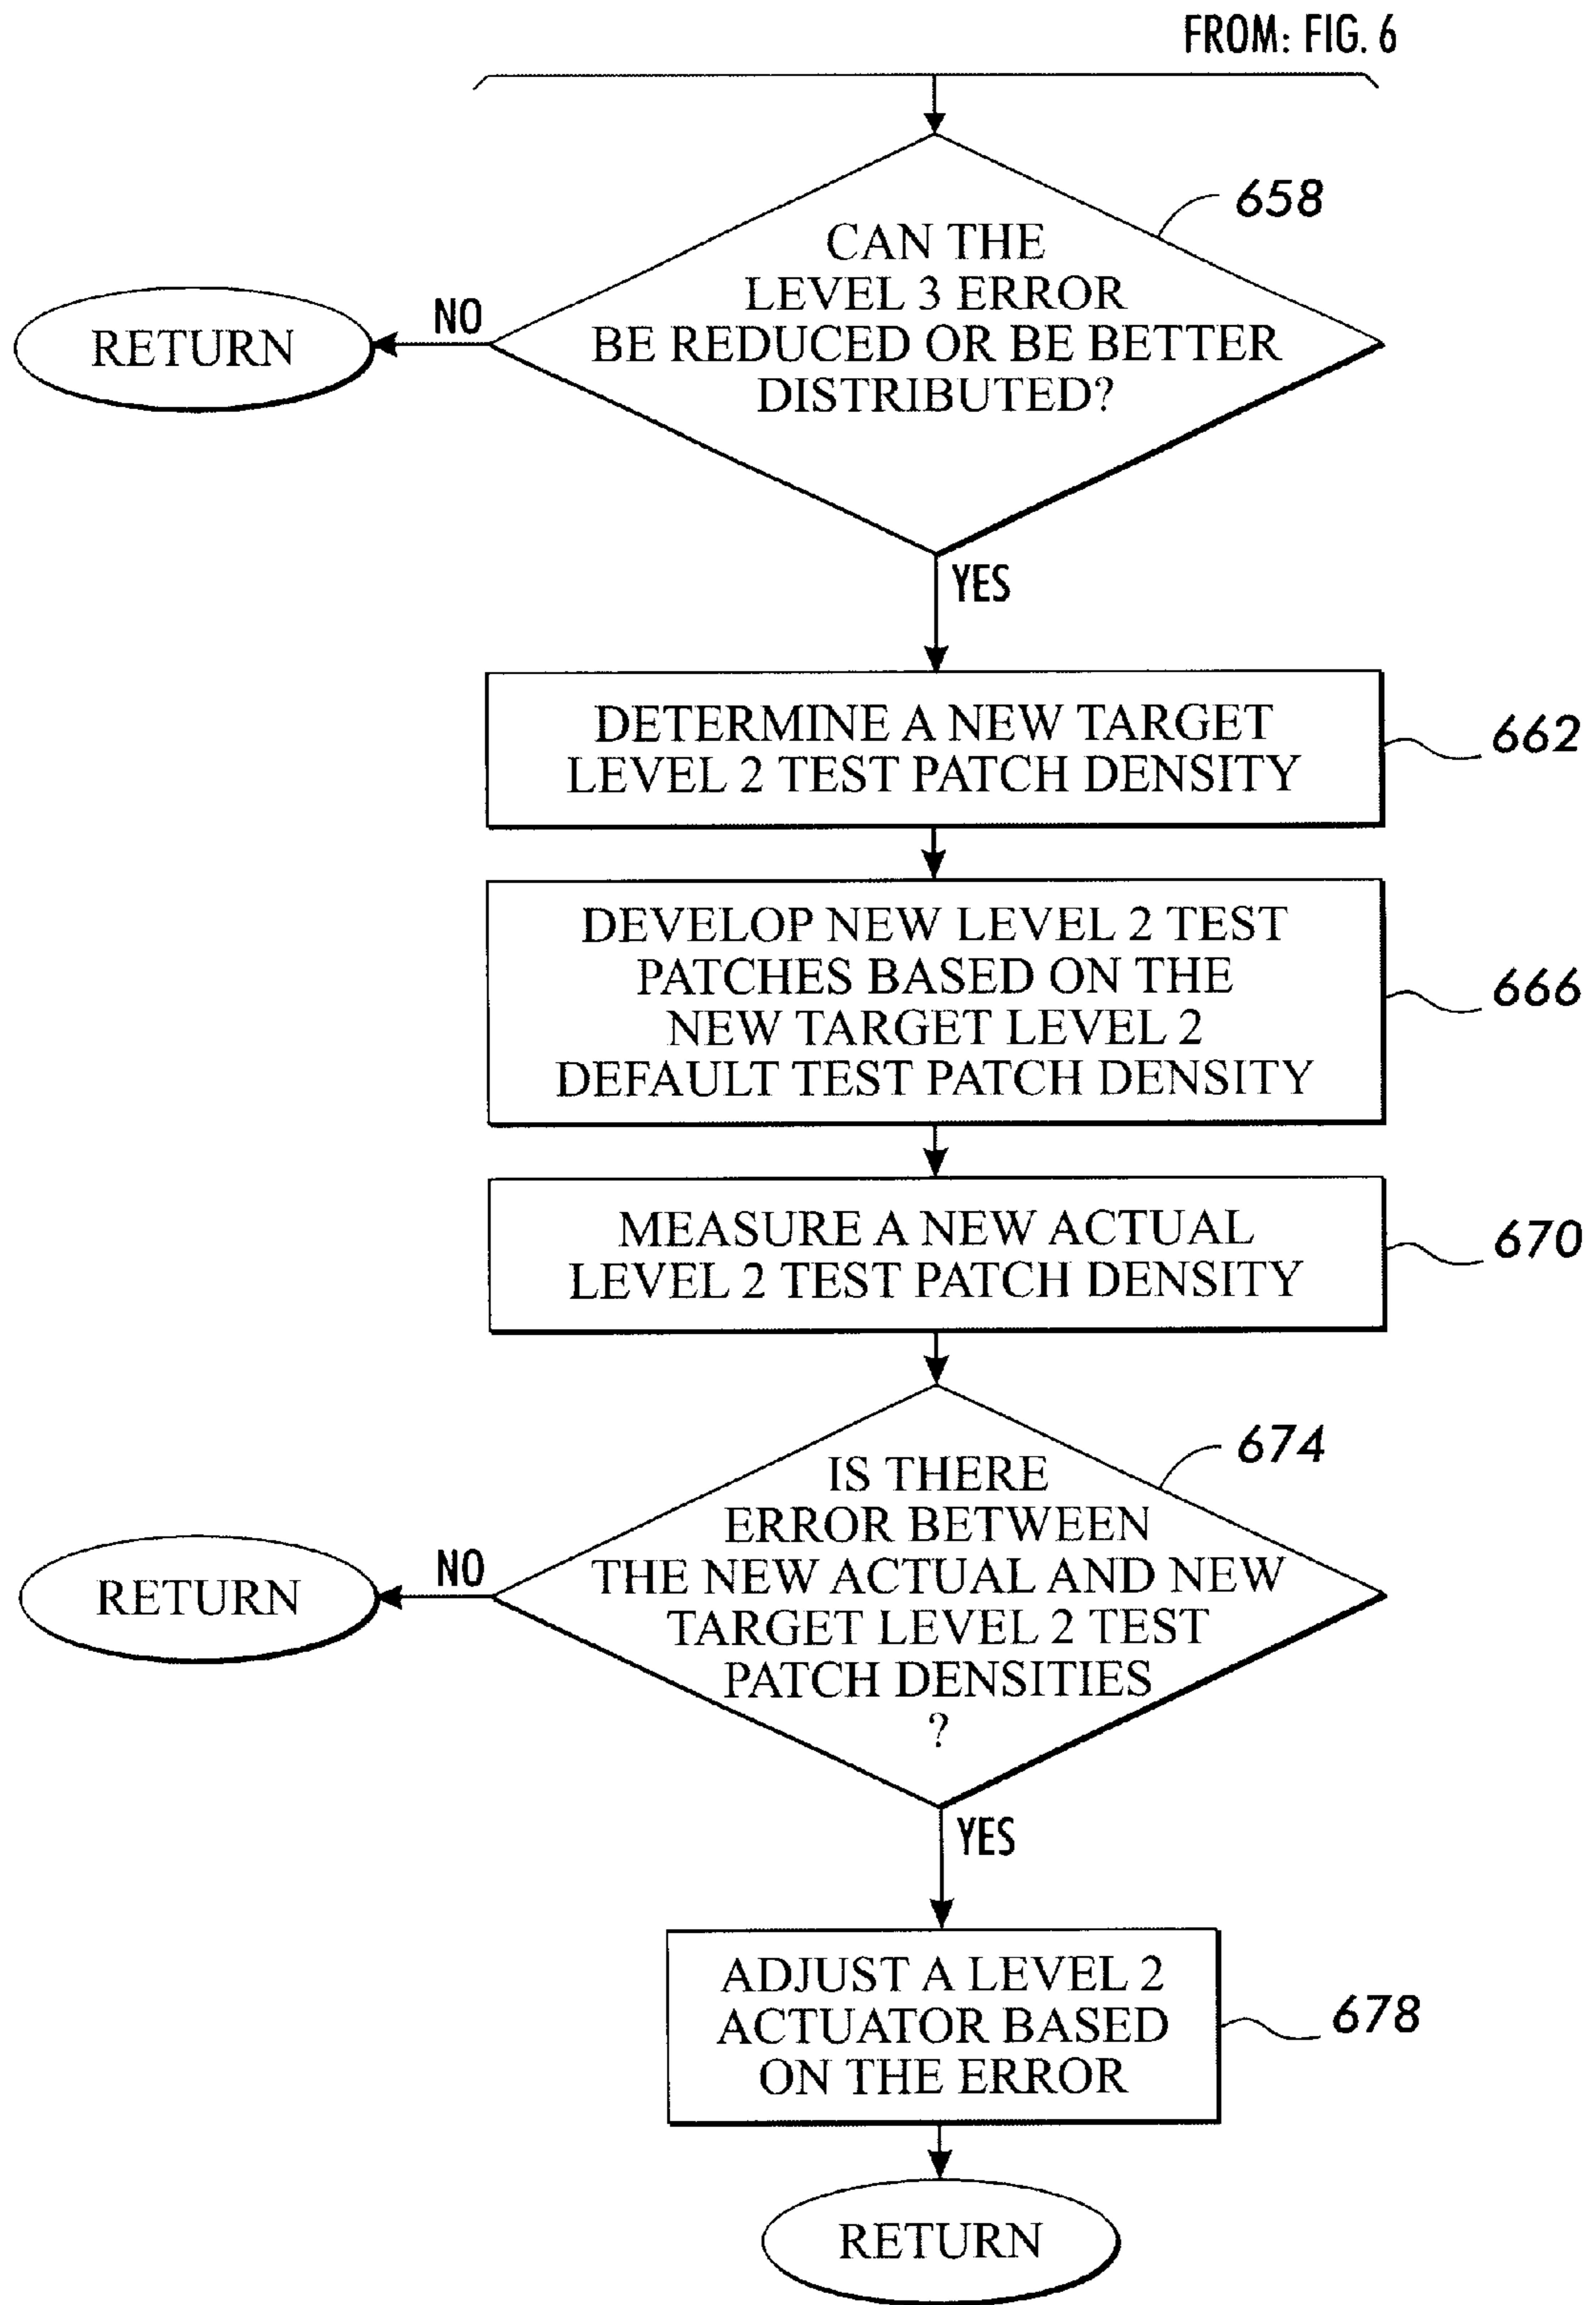 FROM: FIG. 6
658
CAN THE
LEVEL 3 ERROR
BE REDUCED OR BE BETTER
DISTRIBUTED?
NO
RETURN
YES
DETERMINE A NEW TARGET
LEVEL 2 TEST PATCH DENSITY
662
DEVELOP NEW LEVEL 2 TEST
PATCHES BASED ON THE
NEW TARGET LEVEL 2
DEFAULT TEST PATCH DENSITY
666
MEASURE A NEW ACTUAL
LEVEL 2 TEST PATCH DENSITY
670
674
IS THERE
ERROR BETWEEN
THE NEW ACTUAL AND NEW
TARGET LEVEL 2 TEST
PATCH DENSITIES
?
NO
RETURN
YES
ADJUST A LEVEL 2
ACTUATOR BASED
ON THE ERROR
678
RETURN